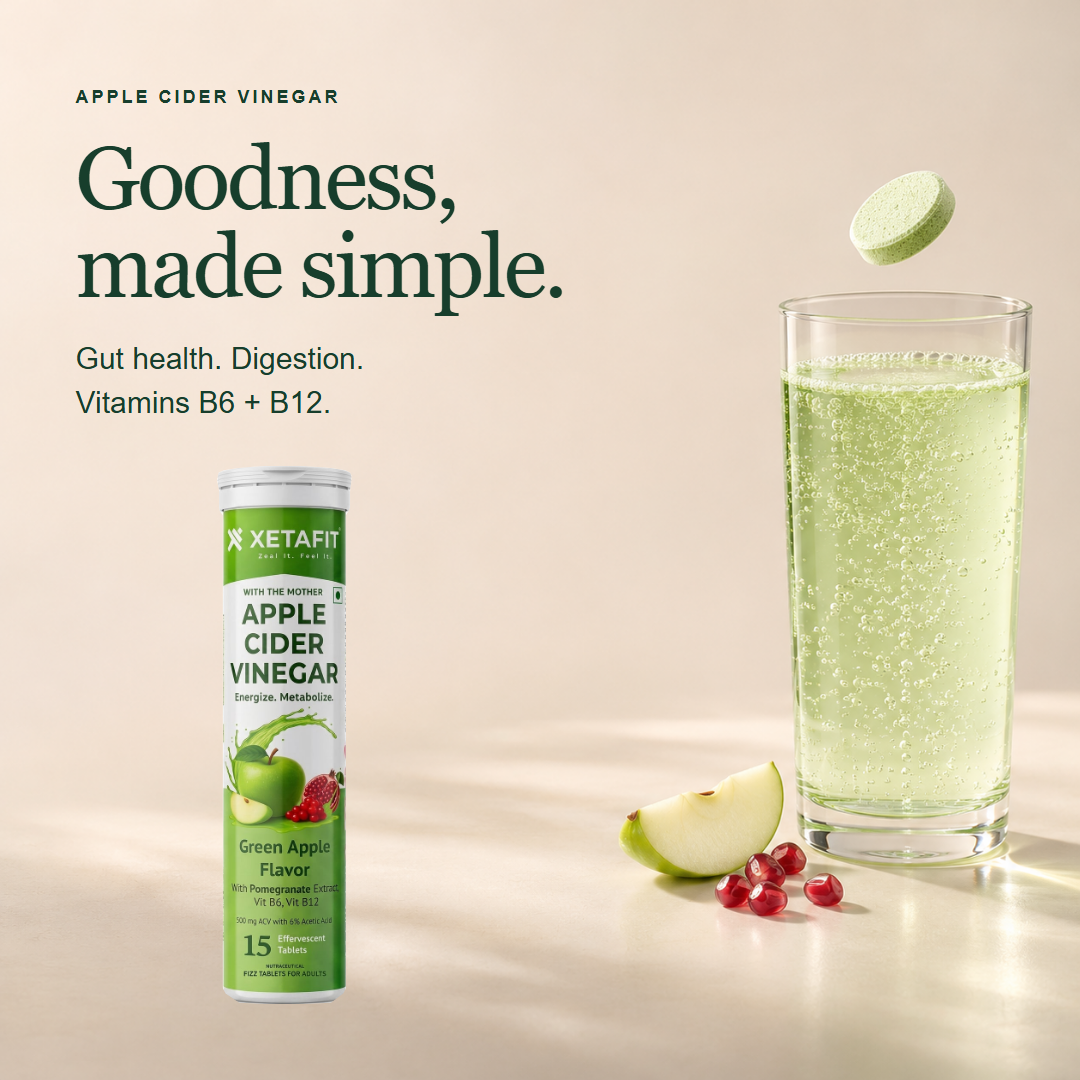 APPLE CIDER VINEGAR
Goodness,
made simple.
Gut health. Digestion.
Vitamins B6 + B12.
XETAFIT
Zeal It. Feel It.
WITH THE MOTHER
APPLE
CIDER
VINEGAR
Energize. Metabolize.
Green Apple
Flavor
With Pomegranate Extract,
Vit B6, Vit B12
500 mg ACV with 6% Acetic Acid
15 Effervescent
Tablets
NUTRACEUTICAL
FIZZ TABLETS FOR ADULTS